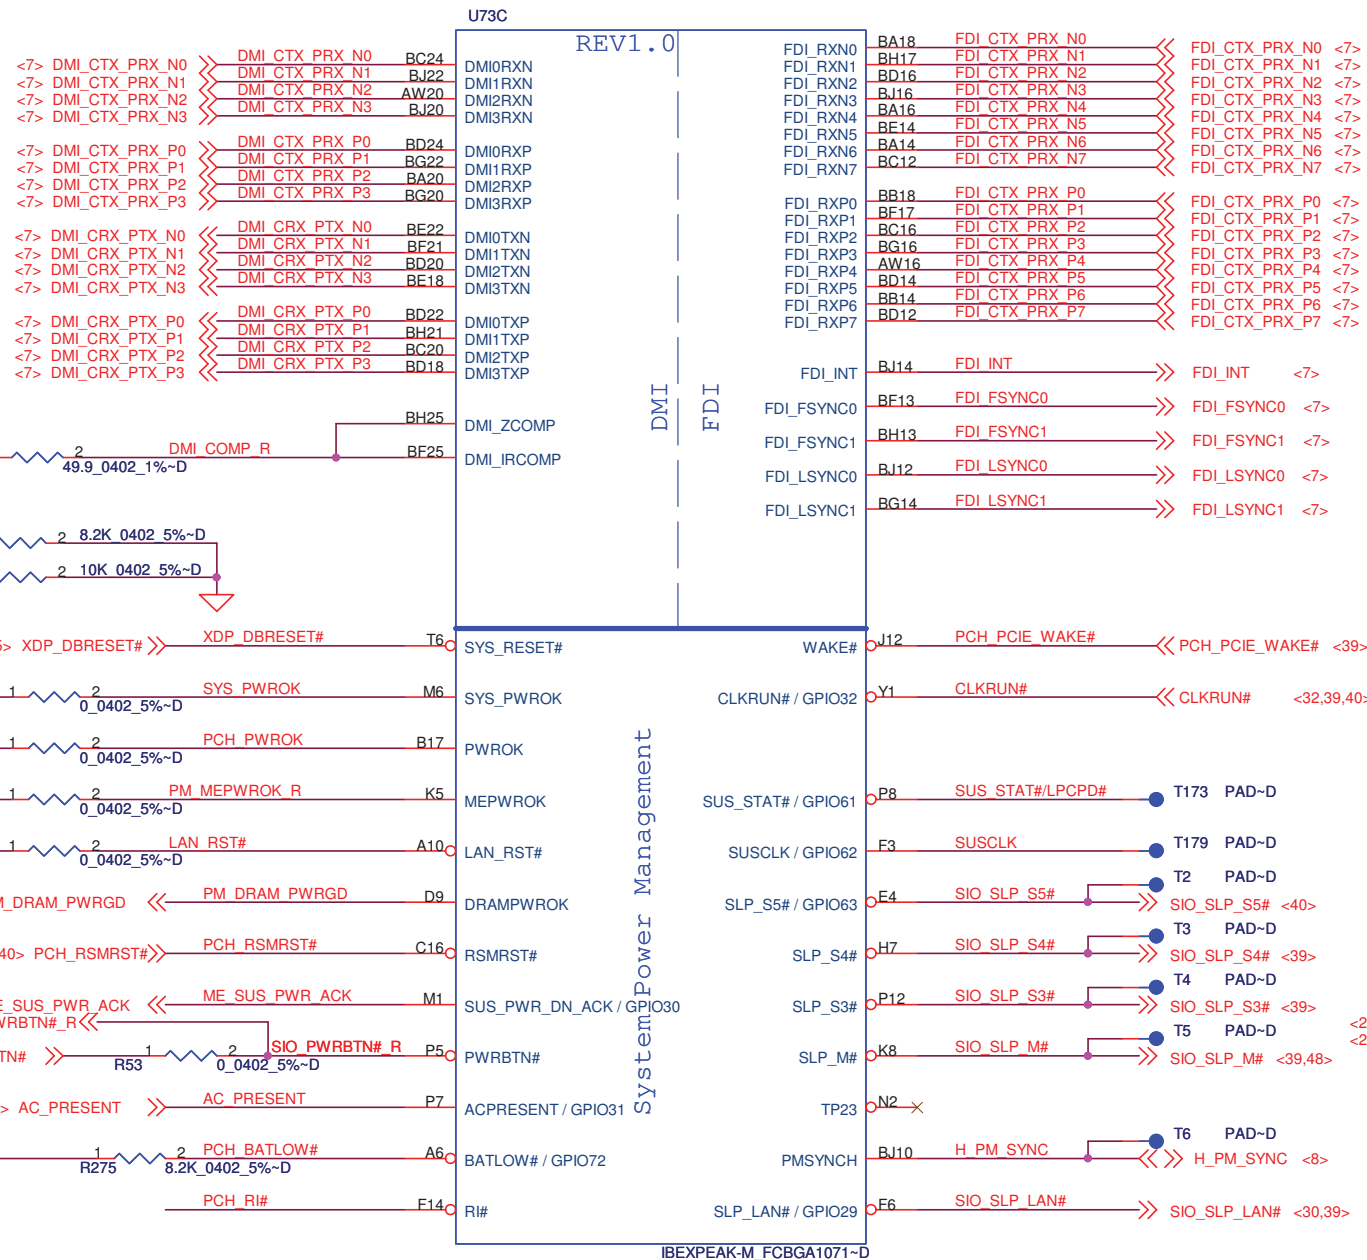 U73C
REV1.0
<7> DMI_CTX_PRX_N0 DMI_CTX_PRX_N0 BC24 DMI0RXN
<7> DMI_CTX_PRX_N1 DMI_CTX_PRX_N1 BJ22 DMI1RXN
<7> DMI_CTX_PRX_N2 DMI_CTX_PRX_N2 AW20 DMI2RXN
<7> DMI_CTX_PRX_N3 DMI_CTX_PRX_N3 BJ20 DMI3RXN
<7> DMI_CTX_PRX_P0 DMI_CTX_PRX_P0 BD24 DMI0RXP
<7> DMI_CTX_PRX_P1 DMI_CTX_PRX_P1 BG22 DMI1RXP
<7> DMI_CTX_PRX_P2 DMI_CTX_PRX_P2 BA20 DMI2RXP
<7> DMI_CTX_PRX_P3 DMI_CTX_PRX_P3 BG20 DMI3RXP
<7> DMI_CRX_PTX_N0 DMI_CRX_PTX_N0 BE22 DMI0TXN
<7> DMI_CRX_PTX_N1 DMI_CRX_PTX_N1 BF21 DMI1TXN
<7> DMI_CRX_PTX_N2 DMI_CRX_PTX_N2 BD20 DMI2TXN
<7> DMI_CRX_PTX_N3 DMI_CRX_PTX_N3 BE18 DMI3TXN
<7> DMI_CRX_PTX_P0 DMI_CRX_PTX_P0 BD22 DMI0TXP
<7> DMI_CRX_PTX_P1 DMI_CRX_PTX_P1 BH21 DMI1TXP
<7> DMI_CRX_PTX_P2 DMI_CRX_PTX_P2 BC20 DMI2TXP
<7> DMI_CRX_PTX_P3 DMI_CRX_PTX_P3 BD18 DMI3TXP
BH25 DMI_ZCOMP
2 DMI_COMP_R BF25 DMI_IRCOMP
49.9_0402_1%~D
2 8.2K_0402_5%~D
2 10K_0402_5%~D
DMI
FDI
FDI_RXN0 BA18 FDI_CTX_PRX_N0 FDI_CTX_PRX_N0 <7>
FDI_RXN1 BH17 FDI_CTX_PRX_N1 FDI_CTX_PRX_N1 <7>
FDI_RXN2 BD16 FDI_CTX_PRX_N2 FDI_CTX_PRX_N2 <7>
FDI_RXN3 BJ16 FDI_CTX_PRX_N3 FDI_CTX_PRX_N3 <7>
FDI_RXN4 BA16 FDI_CTX_PRX_N4 FDI_CTX_PRX_N4 <7>
FDI_RXN5 BE14 FDI_CTX_PRX_N5 FDI_CTX_PRX_N5 <7>
FDI_RXN6 BA14 FDI_CTX_PRX_N6 FDI_CTX_PRX_N6 <7>
FDI_RXN7 BC12 FDI_CTX_PRX_N7 FDI_CTX_PRX_N7 <7>
FDI_RXP0 BB18 FDI_CTX_PRX_P0 FDI_CTX_PRX_P0 <7>
FDI_RXP1 BF17 FDI_CTX_PRX_P1 FDI_CTX_PRX_P1 <7>
FDI_RXP2 BC16 FDI_CTX_PRX_P2 FDI_CTX_PRX_P2 <7>
FDI_RXP3 BG16 FDI_CTX_PRX_P3 FDI_CTX_PRX_P3 <7>
FDI_RXP4 AW16 FDI_CTX_PRX_P4 FDI_CTX_PRX_P4 <7>
FDI_RXP5 BD14 FDI_CTX_PRX_P5 FDI_CTX_PRX_P5 <7>
FDI_RXP6 BB14 FDI_CTX_PRX_P6 FDI_CTX_PRX_P6 <7>
FDI_RXP7 BD12 FDI_CTX_PRX_P7 FDI_CTX_PRX_P7 <7>
FDI_INT BJ14 FDI_INT FDI_INT <7>
FDI_FSYNC0 BF13 FDI_FSYNC0 FDI_FSYNC0 <7>
FDI_FSYNC1 BH13 FDI_FSYNC1 FDI_FSYNC1 <7>
FDI_LSYNC0 BJ12 FDI_LSYNC0 FDI_LSYNC0 <7>
FDI_LSYNC1 BG14 FDI_LSYNC1 FDI_LSYNC1 <7>
> XDP_DBRESET# XDP_DBRESET# T6 SYS_RESET#
1 2 SYS_PWROK M6 SYS_PWROK
0_0402_5%~D
1 2 PCH_PWROK B17 PWROK
0_0402_5%~D
1 2 PM_MEPWROK_R K5 MEPWROK
0_0402_5%~D
1 2 LAN_RST# A10 LAN_RST#
0_0402_5%~D
M_DRAM_PWRGD PM_DRAM_PWRGD D9 DRAMPWROK
40> PCH_RSMRST# PCH_RSMRST# C16 RSMRST#
E_SUS_PWR_ACK ME_SUS_PWR_ACK M1 SUS_PWR_DN_ACK / GPIO30
WRBTN#_R
TN# 1 2 SIO_PWRBTN#_R P5 PWRBTN#
R53 0_0402_5%~D
> AC_PRESENT AC_PRESENT P7 ACPRESENT / GPIO31
1 2 PCH_BATLOW# A6 BATLOW# / GPIO72
R275 8.2K_0402_5%~D
PCH_RI# F14 RI#
System Power Management
WAKE# J12 PCH_PCIE_WAKE# PCH_PCIE_WAKE# <39>
CLKRUN# / GPIO32 Y1 CLKRUN# CLKRUN# <32,39,40>
SUS_STAT# / GPIO61 P8 SUS_STAT#/LPCPD# T173 PAD~D
SUSCLK / GPIO62 F3 SUSCLK T179 PAD~D
T2 PAD~D
SLP_S5# / GPIO63 E4 SIO_SLP_S5# SIO_SLP_S5# <40>
T3 PAD~D
SLP_S4# H7 SIO_SLP_S4# SIO_SLP_S4# <39>
T4 PAD~D
SLP_S3# P12 SIO_SLP_S3# SIO_SLP_S3# <39>
<2
<2
T5 PAD~D
SLP_M# K8 SIO_SLP_M# SIO_SLP_M# <39,48>
TP23 N2
T6 PAD~D
PMSYNCH BJ10 H_PM_SYNC H_PM_SYNC <8>
SLP_LAN# / GPIO29 F6 SIO_SLP_LAN# SIO_SLP_LAN# <30,39>
IBEXPEAK-M_FCBGA1071~D